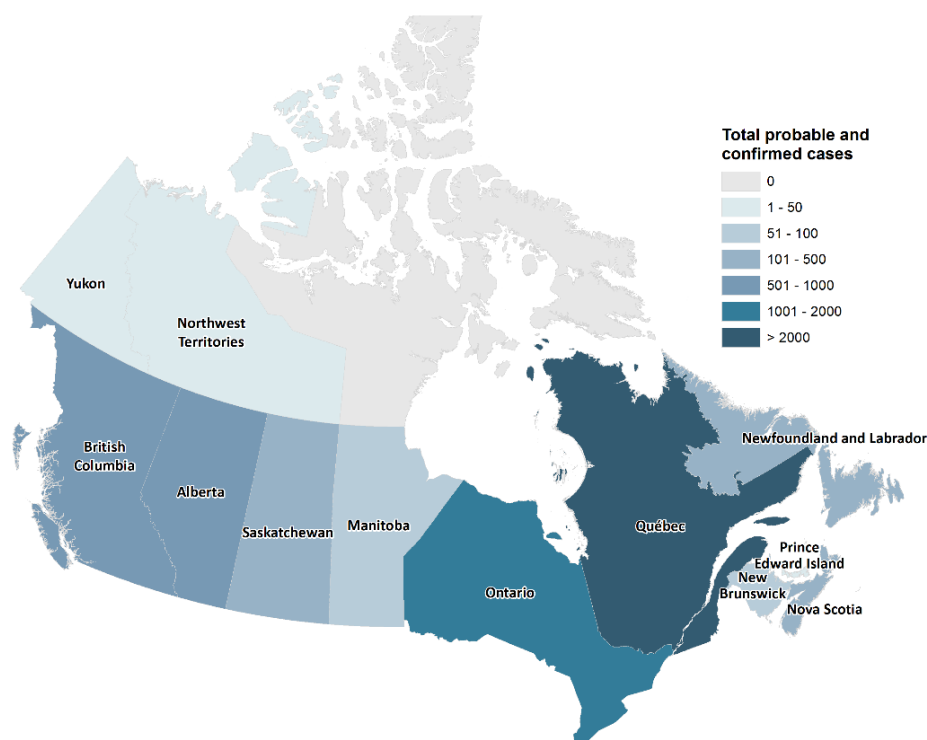 Total probable and
confirmed cases
0
1 - 50
51 - 100
101 - 500
501 - 1000
1001 - 2000
> 2000
Yukon
Northwest
Territories
British
Columbia
Alberta
Saskatchewan
Manitoba
Ontario
Québec
Newfoundland and Labrador
Prince
Edward Island
New
Brunswick
Nova Scotia